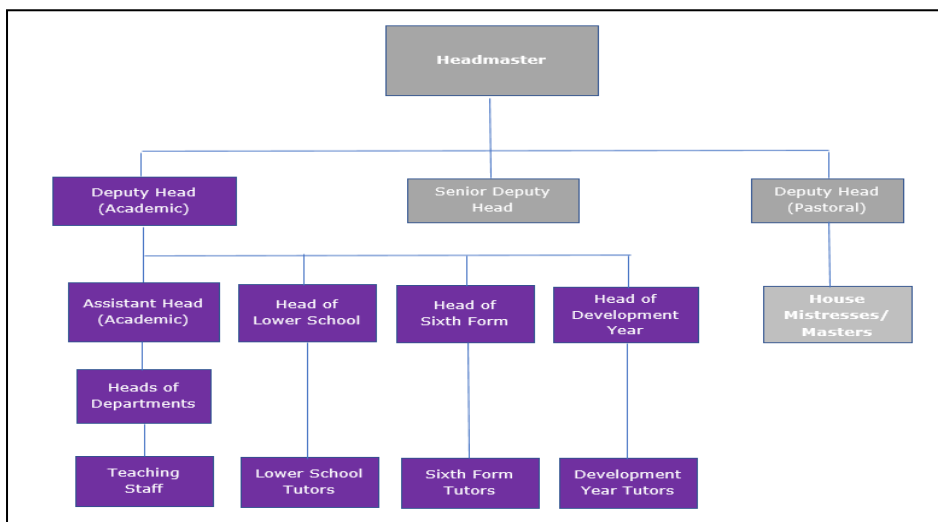 Headmaster
Deputy Head
(Academic)
Senior Deputy
Head
Deputy Head
(Pastoral)
Assistant Head
(Academic)
Head of
Lower School
Head of
Sixth Form
Head of
Development
Year
House
Mistresses/
Masters
Heads of
Departments
Teaching
Staff
Lower School
Tutors
Sixth Form
Tutors
Development
Year Tutors